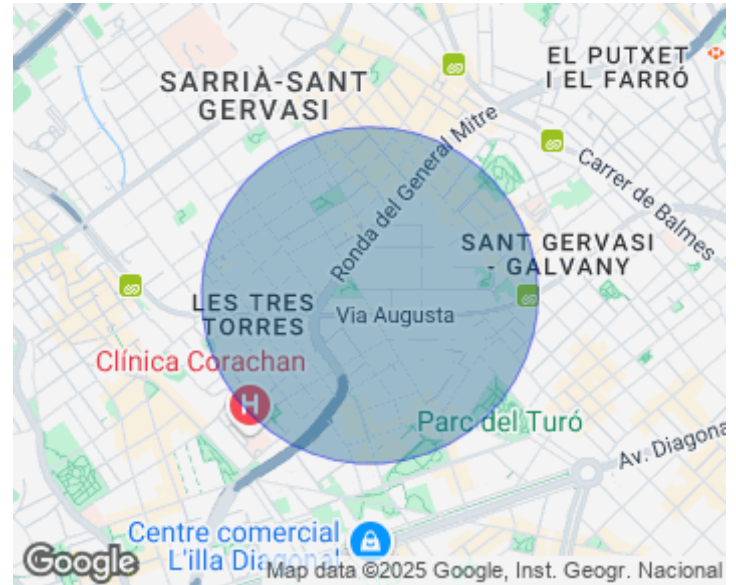 EL PUTXET
I EL FARRÓ
SARRIÀ-SANT
GERVASI
Ronda del General Mitre
Carrer de Balmes
SANT GERVASI
- GALVANY
LES TRES
TORRES
Via Augusta
Clínica Corachan
H
Parc del Turó
Av. Diagona
Centre comercial
L'illa Diagonal
Google
Map data ©2025 Google, Inst. Geogr. Nacional